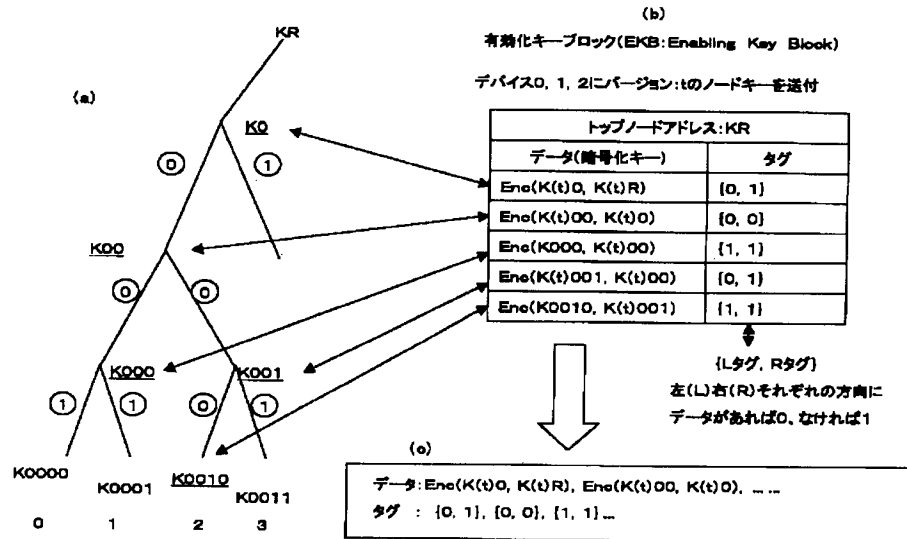 (a)
KR
K0
0
1
K00
0
0
K000
K001
1
1
0
1
K0000
K0001
K0010
K0011
0
1
2
3
(b)
有効化キーブロック(EKB:Enabling Key Block)
デバイス0, 1, 2にバージョン:tのノードキーを送付
トップノードアドレス:KR
データ(暗号化キー) タグ
Enc(K(t)0, K(t)R) {0, 1}
Enc(K(t)00, K(t)0) {0, 0}
Enc(K000, K(t)00) {1, 1}
Enc(K(t)001, K(t)00) {0, 1}
Enc(K0010, K(t)001) {1, 1}
{Lタグ, Rタグ}
左(L)右(R)それぞれの方向に
データがあれば0、なければ1
(c)
データ:Enc(K(t)0, K(t)R), Enc(K(t)00, K(t)0), … …
タグ : {0, 1}, {0, 0}, {1, 1}…